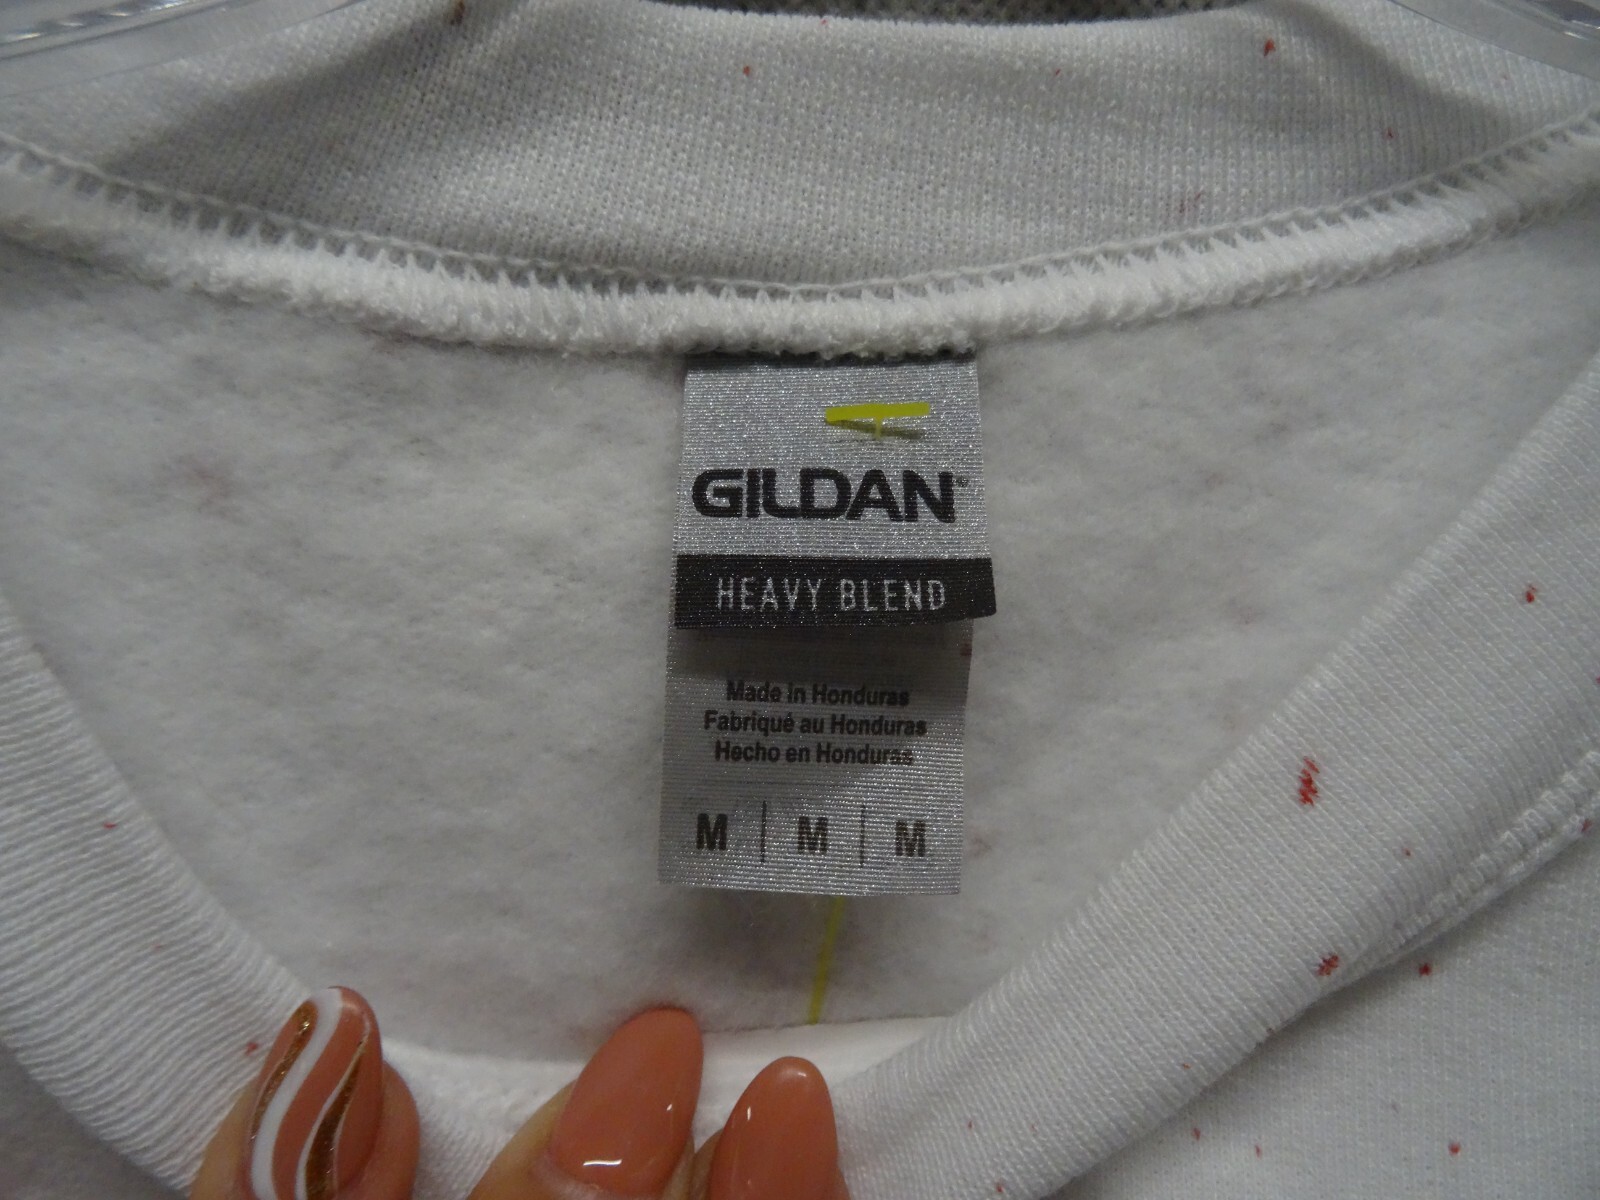 GILDAN®
HEAVY BLEND
Made in Honduras
Fabriqué au Honduras
Hecho en Honduras
M | M | M